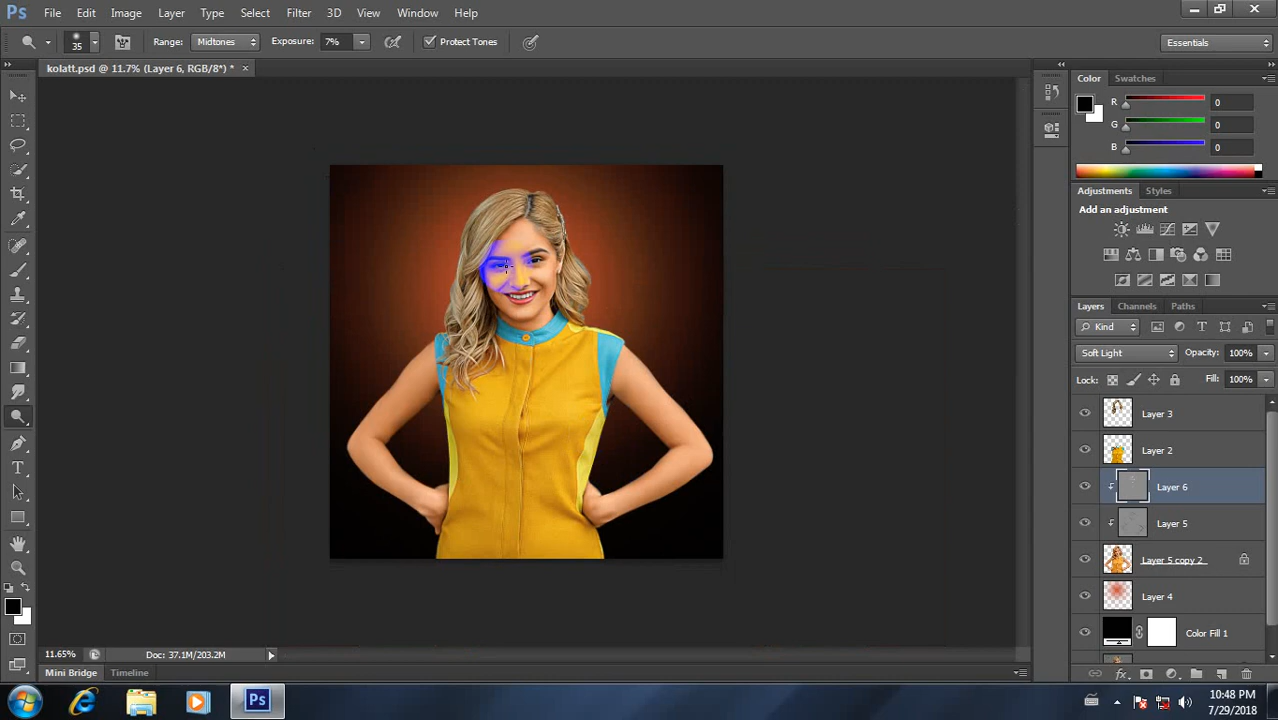 Ps File Edit Image Layer Type Select Filter 3D View Window Help
35 Range: Midtones Exposure: 7% Protect Tones Essentials
kolatt.psd @ 11.7% (Layer 6, RGB/8*) * ×
Color Swatches
R 0
G 0
B 0
Adjustments Styles
Add an adjustment
Layers Channels Paths
Kind T
Soft Light Opacity: 100%
Lock: Fill: 100%
Layer 3
Layer 2
Layer 6
Layer 5
Layer 5 copy 2
Layer 4
Color Fill 1
11.65% Doc: 37.1M/203.2M
Mini Bridge Timeline
Ps
10:48 PM
7/29/2018